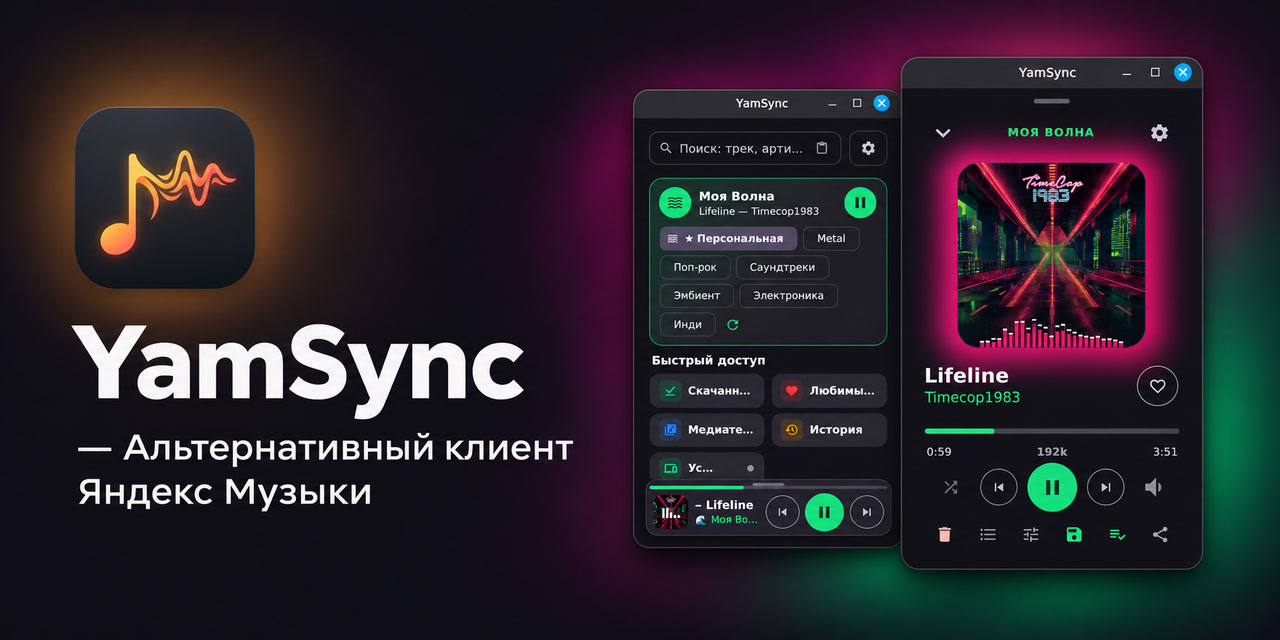 YamSync
— Альтернативный клиент
Яндекс Музыки
YamSync
Поиск: трек, арти...
Моя Волна
Lifeline — Timecop1983
★ Персональная
Metal
Поп-рок
Саундтреки
Эмбиент
Электроника
Инди
Быстрый доступ
Скачанн...
Любимы...
Медиате...
История
Ус...
– Lifeline
Моя Во...
YamSync
МОЯ ВОЛНА
TimeCop
1983
Lifeline
Timecop1983
0:59
192k
3:51